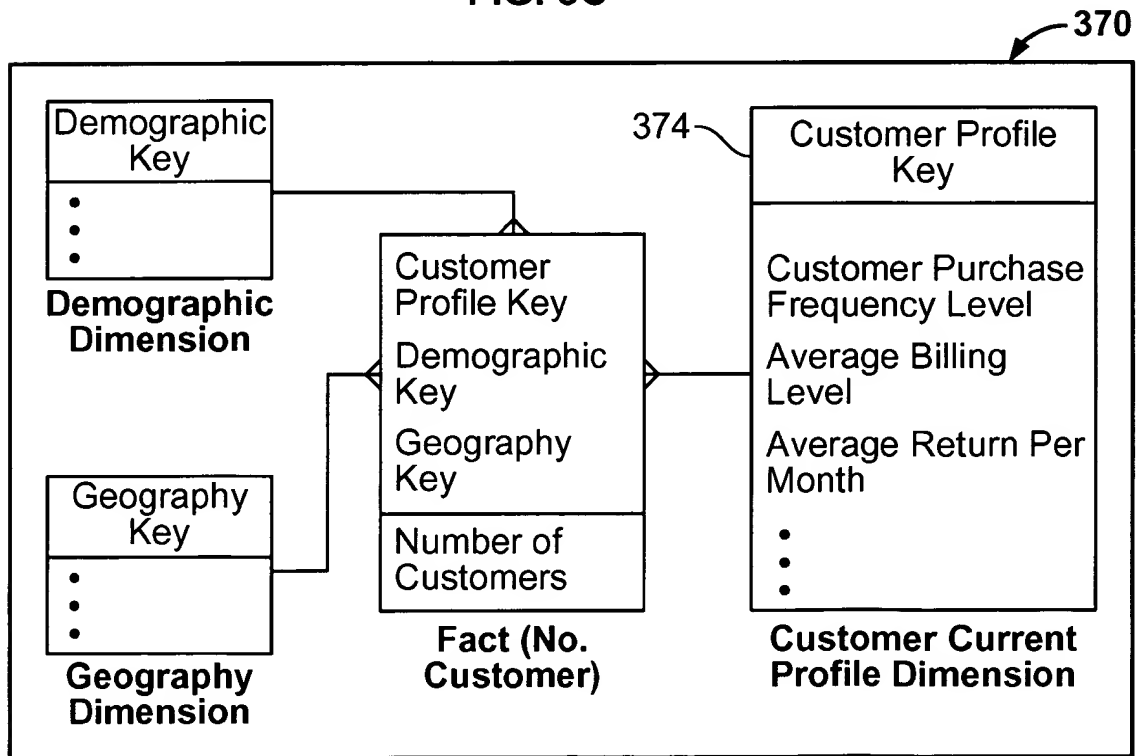 370
Demographic
Key
•
•
•
Demographic
Dimension
Geography
Key
•
•
•
Geography
Dimension
Customer
Profile Key
Demographic
Key
Geography
Key
Number of
Customers
Fact (No.
Customer)
374
Customer Profile
Key
Customer Purchase
Frequency Level
Average Billing
Level
Average Return Per
Month
•
•
•
Customer Current
Profile Dimension